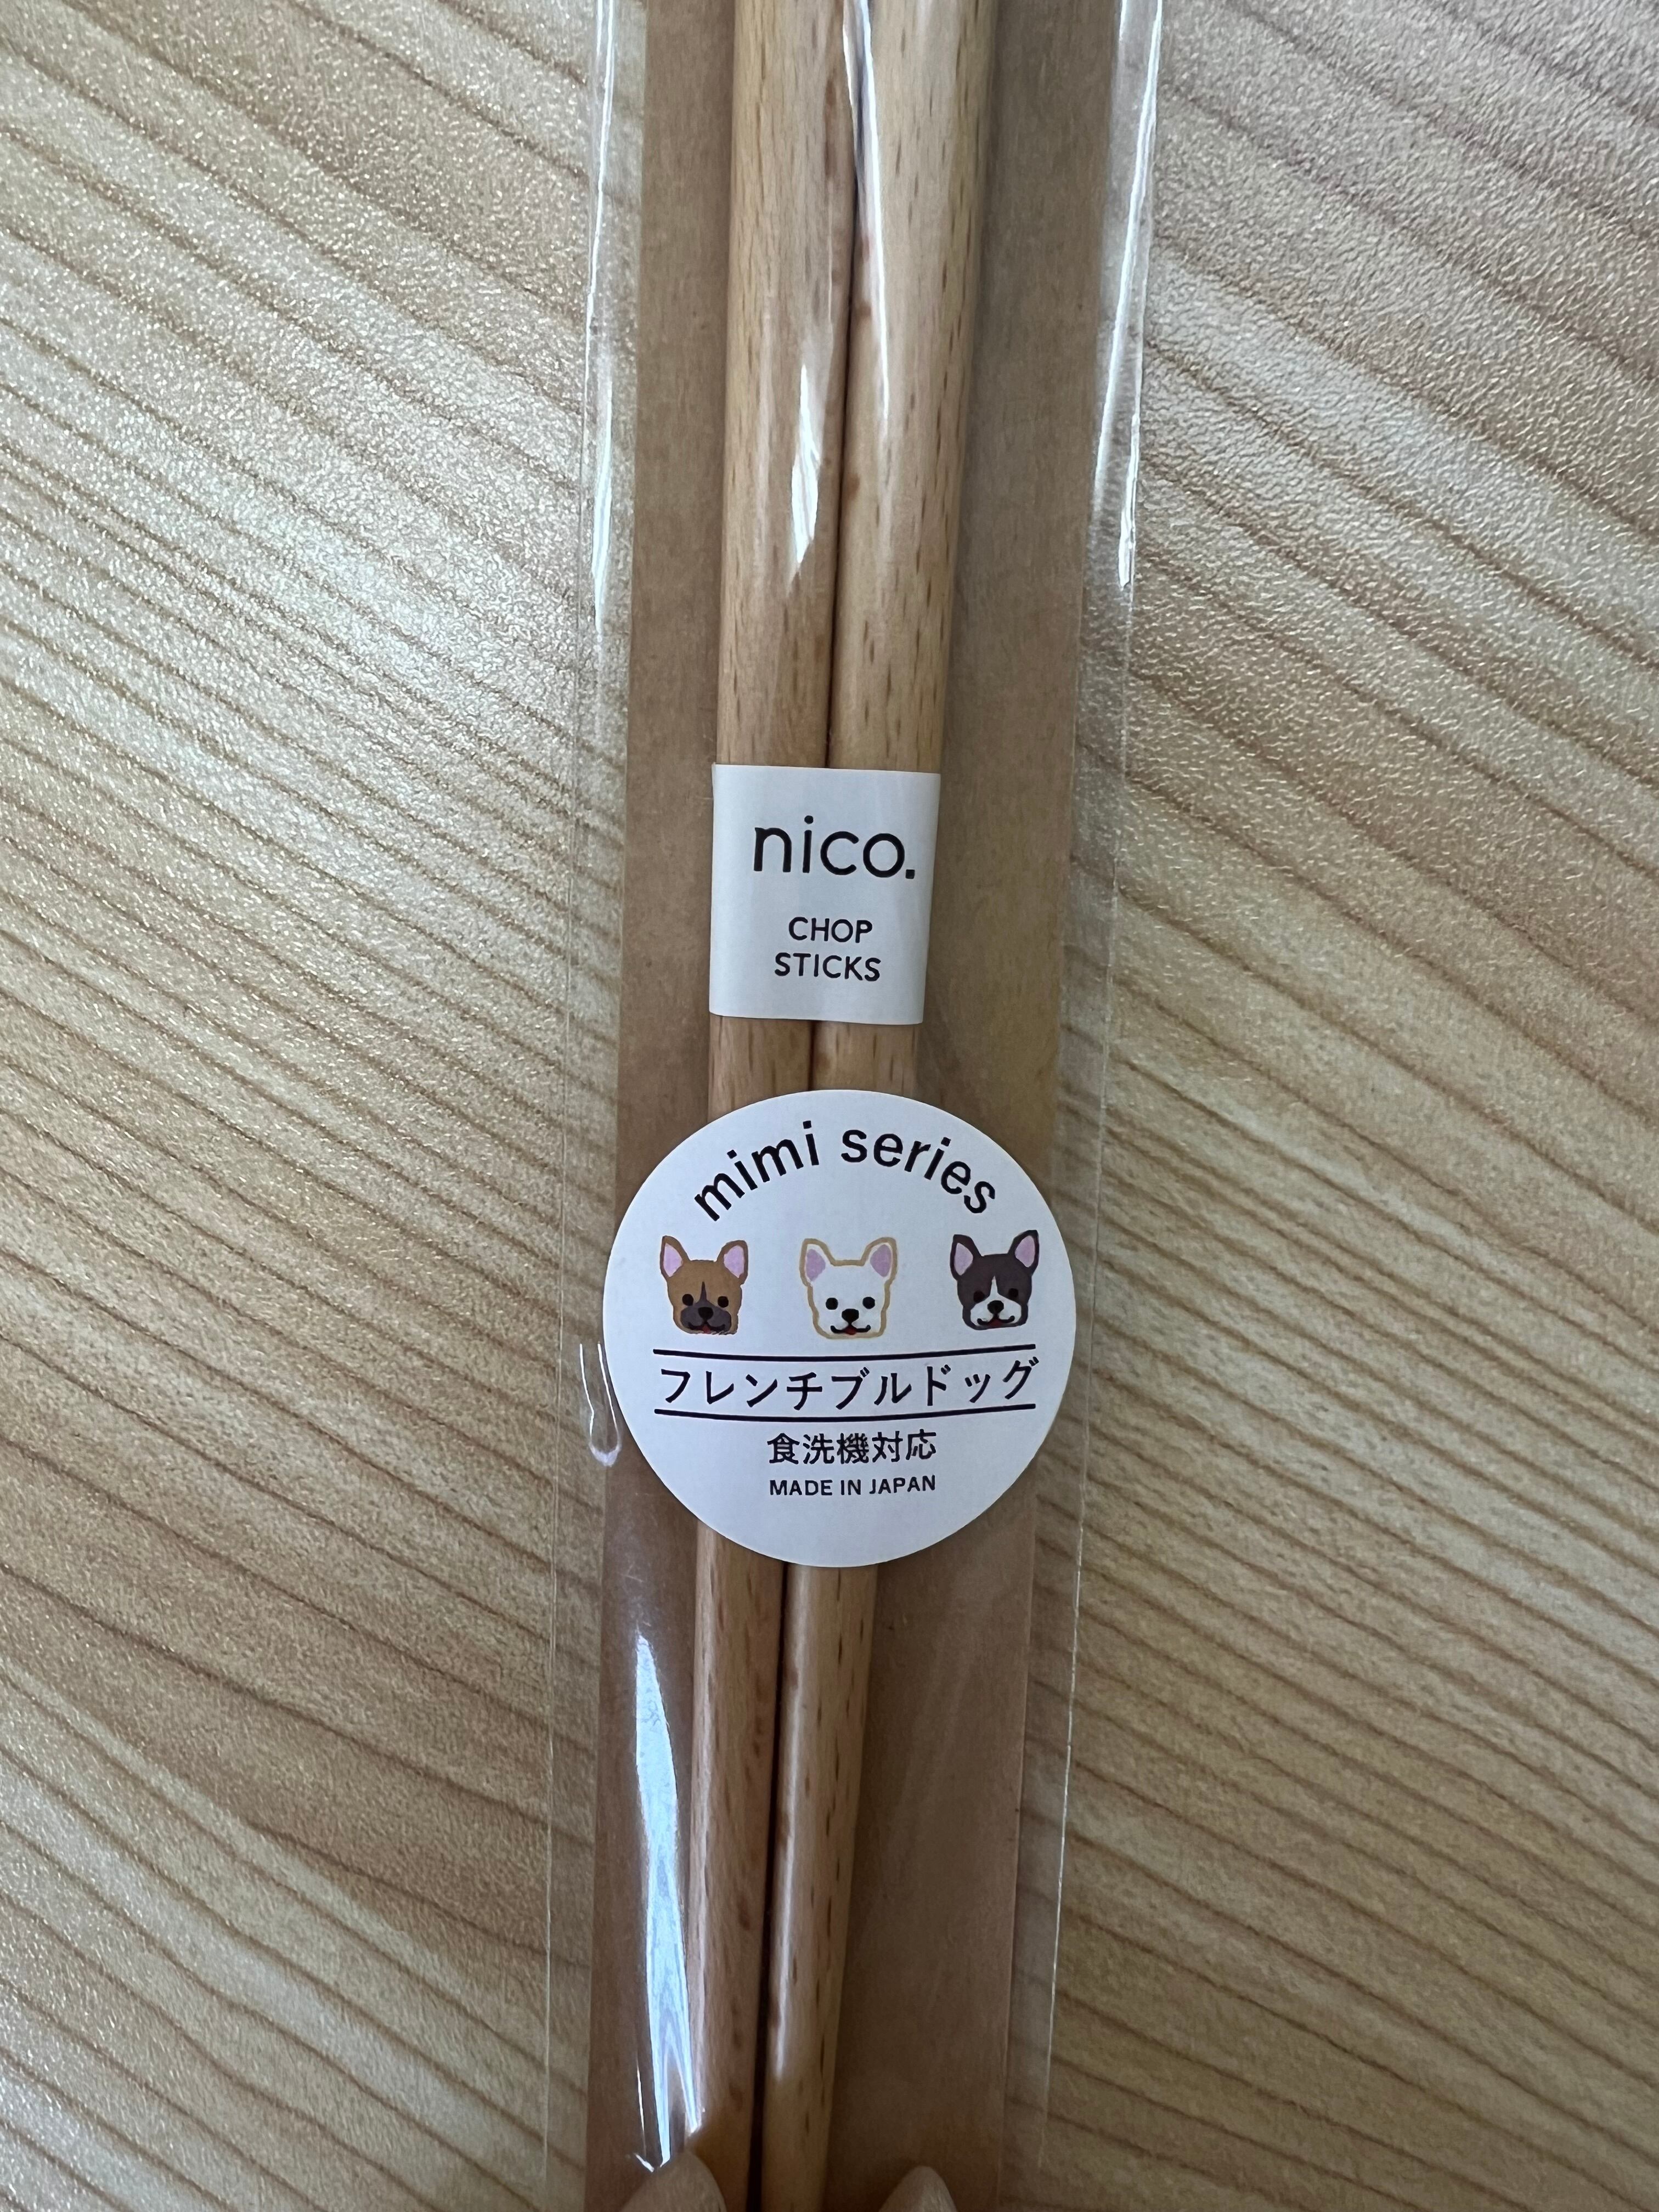 nico.
CHOP
STICKS
mimi series
フレンチブルドッグ
食洗機対応
MADE IN JAPAN